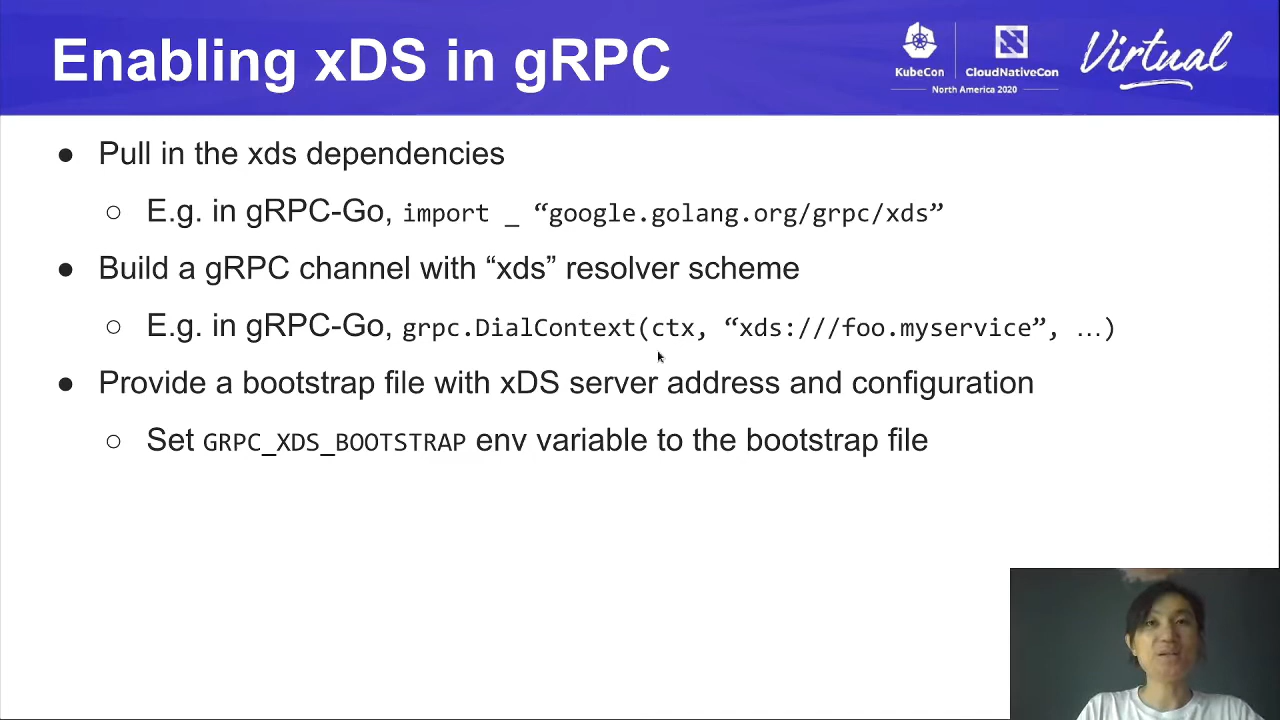 Enabling xDS in gRPC
KubeCon
CloudNativeCon
North America 2020
Virtual
● Pull in the xds dependencies
○ E.g. in gRPC-Go, import _ “google.golang.org/grpc/xds”
● Build a gRPC channel with “xds” resolver scheme
○ E.g. in gRPC-Go, grpc.DialContext(ctx, “xds:///foo.myservice”, …)
● Provide a bootstrap file with xDS server address and configuration
○ Set GRPC_XDS_BOOTSTRAP env variable to the bootstrap file